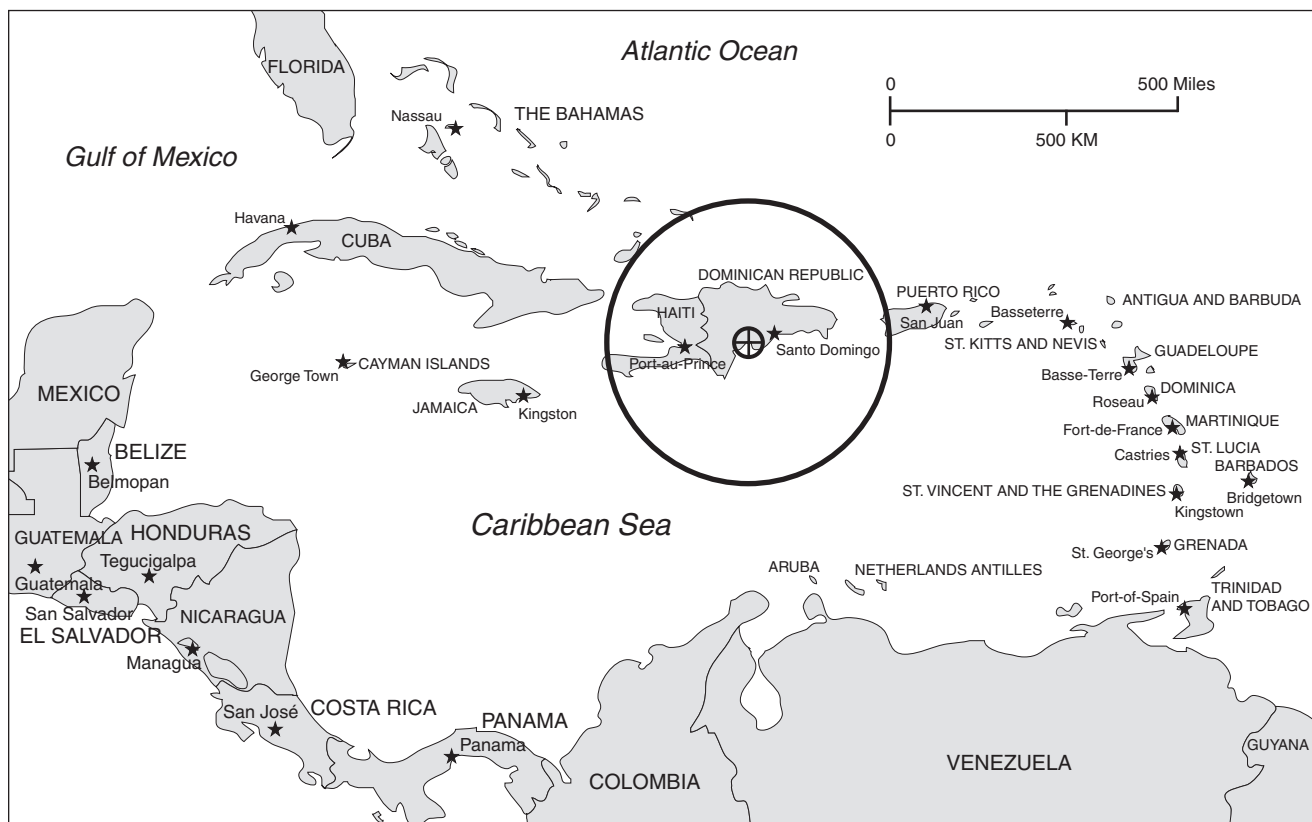 Atlantic Ocean
FLORIDA
0 500 Miles
0 500 KM
Nassau
THE BAHAMAS
Gulf of Mexico
Havana
CUBA
DOMINICAN REPUBLIC
HAITI
Port-au-Prince
Santo Domingo
PUERTO RICO
San Juan
Basseterre
ST. KITTS AND NEVIS
ANTIGUA AND BARBUDA
GUADELOUPE
Basse-Terre
DOMINICA
Roseau
MARTINIQUE
Fort-de-France
ST. LUCIA
Castries
BARBADOS
Bridgetown
ST. VINCENT AND THE GRENADINES
Kingstown
CAYMAN ISLANDS
George Town
JAMAICA
Kingston
MEXICO
BELIZE
Belmopan
GUATEMALA
Guatemala
HONDURAS
Tegucigalpa
San Salvador
EL SALVADOR
NICARAGUA
Managua
Caribbean Sea
St. George's
GRENADA
ARUBA
NETHERLANDS ANTILLES
Port-of-Spain
TRINIDAD
AND TOBAGO
San José
COSTA RICA
PANAMA
Panama
COLOMBIA
VENEZUELA
GUYANA